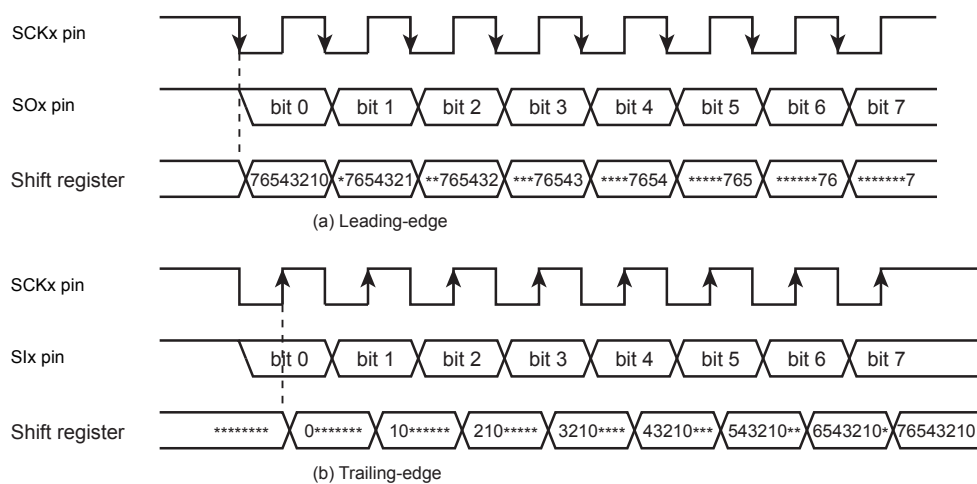 SCKx pin
SOx pin
bit 0 bit 1 bit 2 bit 3 bit 4 bit 5 bit 6 bit 7
Shift register
76543210 *7654321 **765432 ***76543 ****7654 *****765 ******76 *******7
(a) Leading-edge
SCKx pin
SIx pin
bit 0 bit 1 bit 2 bit 3 bit 4 bit 5 bit 6 bit 7
Shift register
******** 0******* 10****** 210***** 3210**** 43210*** 543210** 6543210* 76543210
(b) Trailing-edge